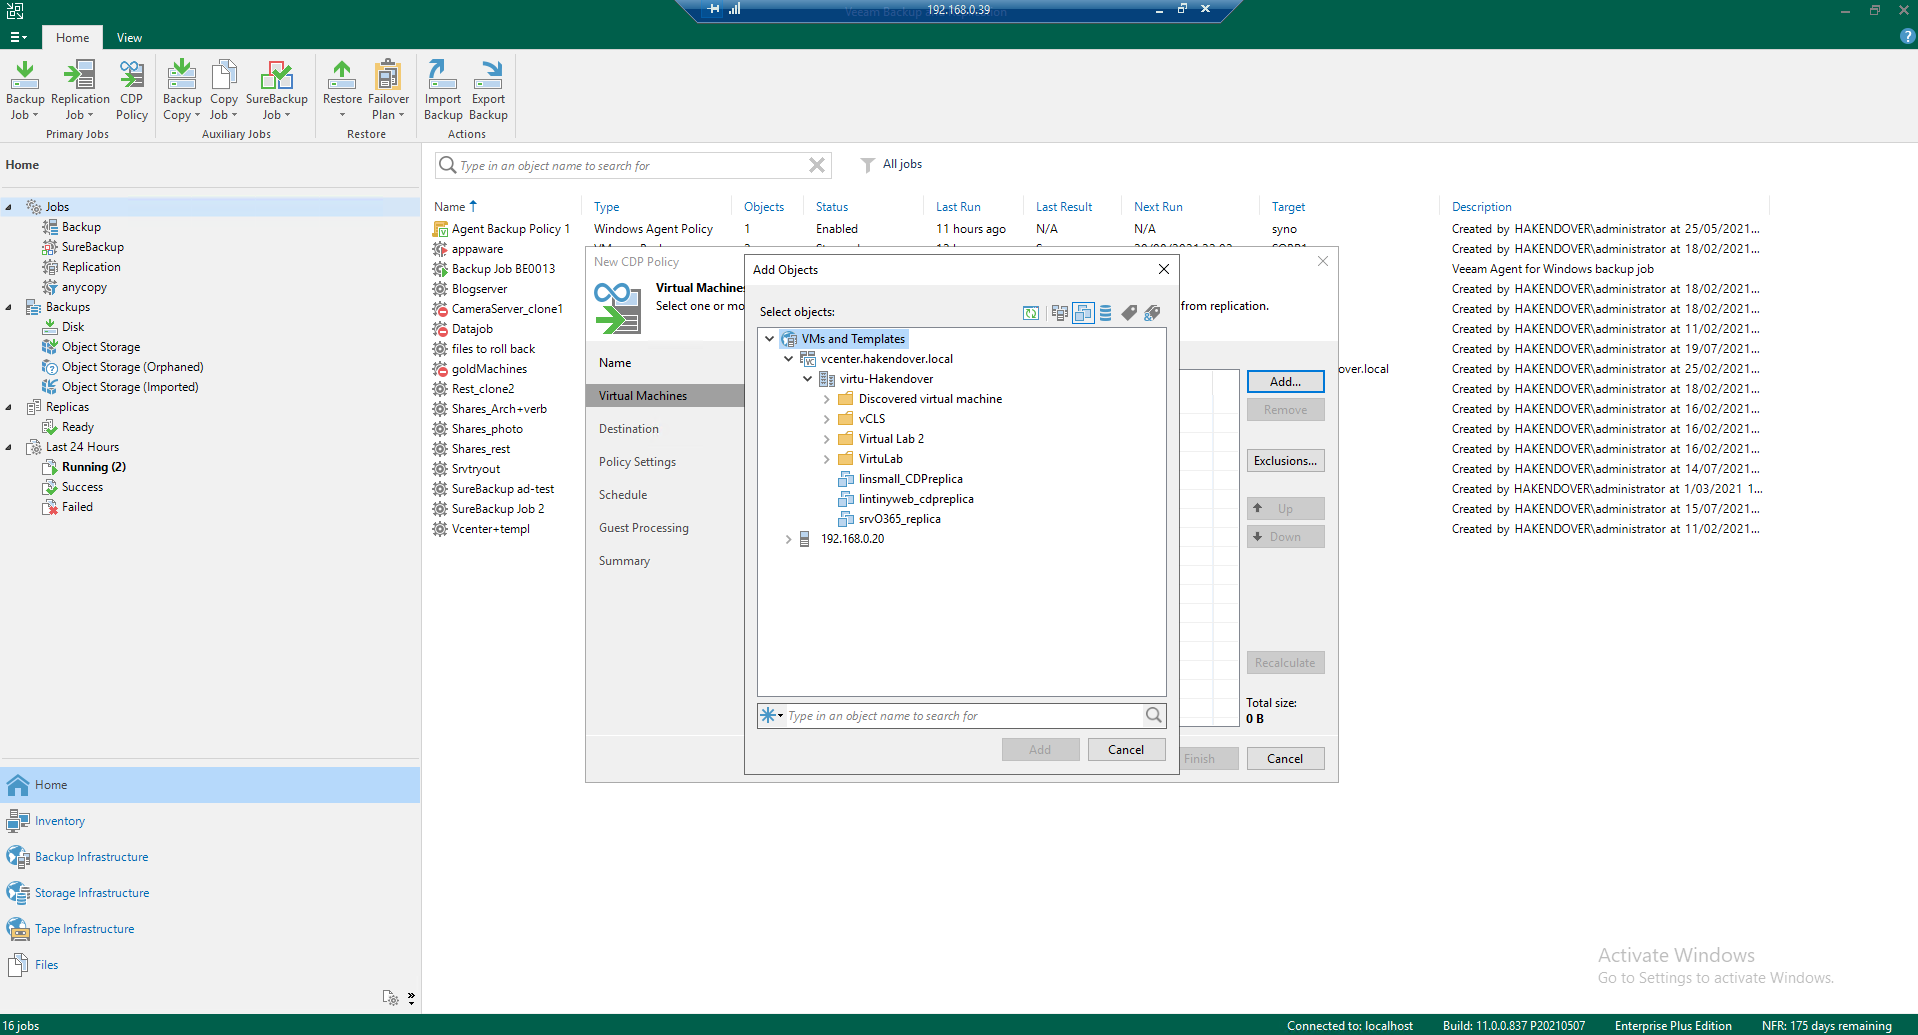 192.168.0.39
Home
View
Backup Job
Replication Job
CDP Policy
Backup Copy
Copy Job
SureBackup Job
Restore
Failover Plan
Import Backup
Export Backup
Primary Jobs
Auxiliary Jobs
Restore
Actions
Home
Type in an object name to search for
All jobs
Jobs
Backup
SureBackup
Replication
anycopy
Backups
Disk
Object Storage
Object Storage (Orphaned)
Object Storage (Imported)
Replicas
Ready
Last 24 Hours
Running (2)
Success
Failed
Name Type Objects Status Last Run Last Result Next Run Target Description
Agent Backup Policy 1 Windows Agent Policy 1 Enabled 11 hours ago N/A N/A syno Created by HAKENDOVER\administrator at 25/05/2021...
appaware Created by HAKENDOVER\administrator at 18/02/2021...
Backup Job BE0013 Veeam Agent for Windows backup job
Blogserver Created by HAKENDOVER\administrator at 18/02/2021...
CameraServer_clone1 Created by HAKENDOVER\administrator at 18/02/2021...
Datajob Created by HAKENDOVER\administrator at 11/02/2021...
files to roll back Created by HAKENDOVER\administrator at 19/07/2021...
goldMachines over.local Created by HAKENDOVER\administrator at 25/02/2021...
Rest_clone2 Created by HAKENDOVER\administrator at 18/02/2021...
Shares_Arch+verb Created by HAKENDOVER\administrator at 16/02/2021...
Shares_photo Created by HAKENDOVER\administrator at 16/02/2021...
Shares_rest Created by HAKENDOVER\administrator at 16/02/2021...
Srvtryout Created by HAKENDOVER\administrator at 14/07/2021...
SureBackup ad-test Created by HAKENDOVER\administrator at 1/03/2021 1...
SureBackup Job 2 Created by HAKENDOVER\administrator at 15/07/2021...
Vcenter+templ Created by HAKENDOVER\administrator at 11/02/2021...
New CDP Policy
Virtual Machines
Select one or mo from replication.
Name
Virtual Machines
Destination
Policy Settings
Schedule
Guest Processing
Summary
Add Objects
Select objects:
VMs and Templates
vcenter.hakendover.local
virtu-Hakendover
Discovered virtual machine
vCLS
Virtual Lab 2
VirtuLab
linsmall_CDPreplica
lintinyweb_cdpreplica
srvO365_replica
192.168.0.20
Type in an object name to search for
Add
Cancel
Add...
Remove
Exclusions...
Up
Down
Recalculate
Total size:
0 B
Finish
Cancel
Home
Inventory
Backup Infrastructure
Storage Infrastructure
Tape Infrastructure
Files
Activate Windows
Go to Settings to activate Windows.
16 jobs
Connected to: localhost
Build: 11.0.0.837 P20210507
Enterprise Plus Edition
NFR: 175 days remaining